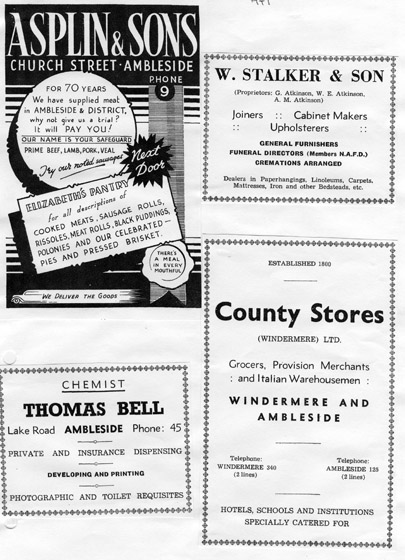 ASPLIN & SONS
CHURCH STREET · AMBLESIDE
PHONE
9
FOR 70 YEARS
We have supplied meat
in AMBLESIDE & DISTRICT,
why not give us a trial?
It will PAY YOU!
OUR NAME IS YOUR SAFEGUARD
PRIME BEEF, LAMB, PORK, VEAL
Try our noted sausages
Next
Door
ELIZABETH'S PANTRY
for all descriptions of
COOKED MEATS, SAUSAGE ROLLS,
RISSOLES, MEAT ROLLS, BLACK PUDDINGS,
POLONIES AND OUR CELEBRATED
PIES AND PRESSED BRISKET.
THERE'S
A MEAL
IN EVERY
MOUTHFUL
WE DELIVER THE GOODS
W. STALKER & SON
(Proprietors: G. Atkinson, W. E. Atkinson,
A. M. Atkinson)
Joiners :: Cabinet Makers
:: Upholsterers ::
GENERAL FURNISHERS
FUNERAL DIRECTORS (Members N.A.F.D.)
CREMATIONS ARRANGED
Dealers in Paperhangings, Linoleums, Carpets,
Mattresses, Iron and other Bedsteads, etc.
ESTABLISHED 1860
County Stores
(WINDERMERE) LTD.
Grocers, Provision Merchants
: and Italian Warehousemen :
WINDERMERE AND
AMBLESIDE
Telephone:
WINDERMERE 240
(2 lines)
Telephone:
AMBLESIDE 125
(2 lines)
HOTELS, SCHOOLS AND INSTITUTIONS
SPECIALLY CATERED FOR
CHEMIST
THOMAS BELL
Lake Road AMBLESIDE Phone: 45
PRIVATE AND INSURANCE DISPENSING
DEVELOPING AND PRINTING
PHOTOGRAPHIC AND TOILET REQUISITES